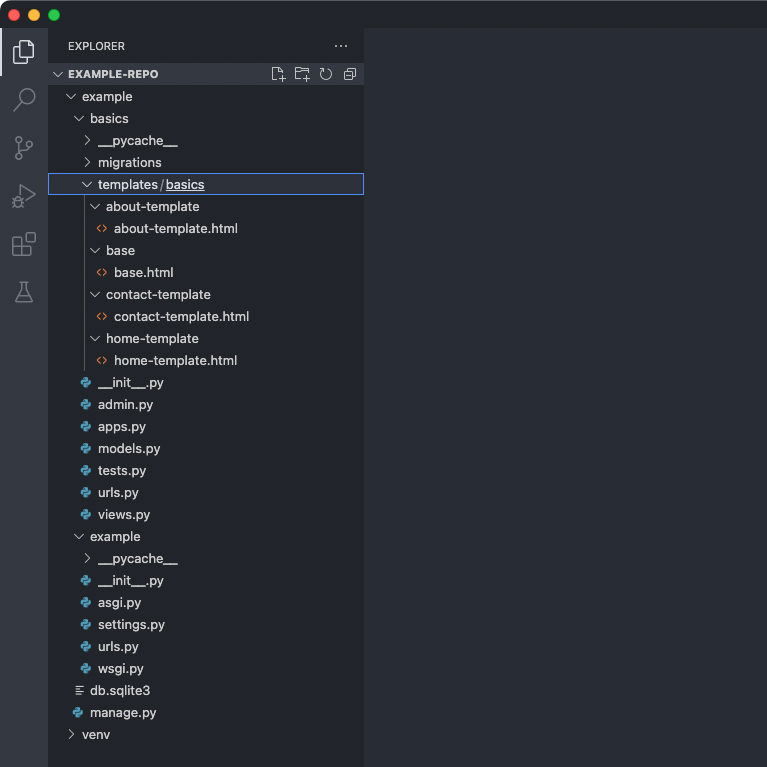 EXPLORER
EXAMPLE-REPO
example
basics
__pycache__
migrations
templates/basics
about-template
about-template.html
base
base.html
contact-template
contact-template.html
home-template
home-template.html
__init__.py
admin.py
apps.py
models.py
tests.py
urls.py
views.py
example
__pycache__
__init__.py
asgi.py
settings.py
urls.py
wsgi.py
db.sqlite3
manage.py
venv